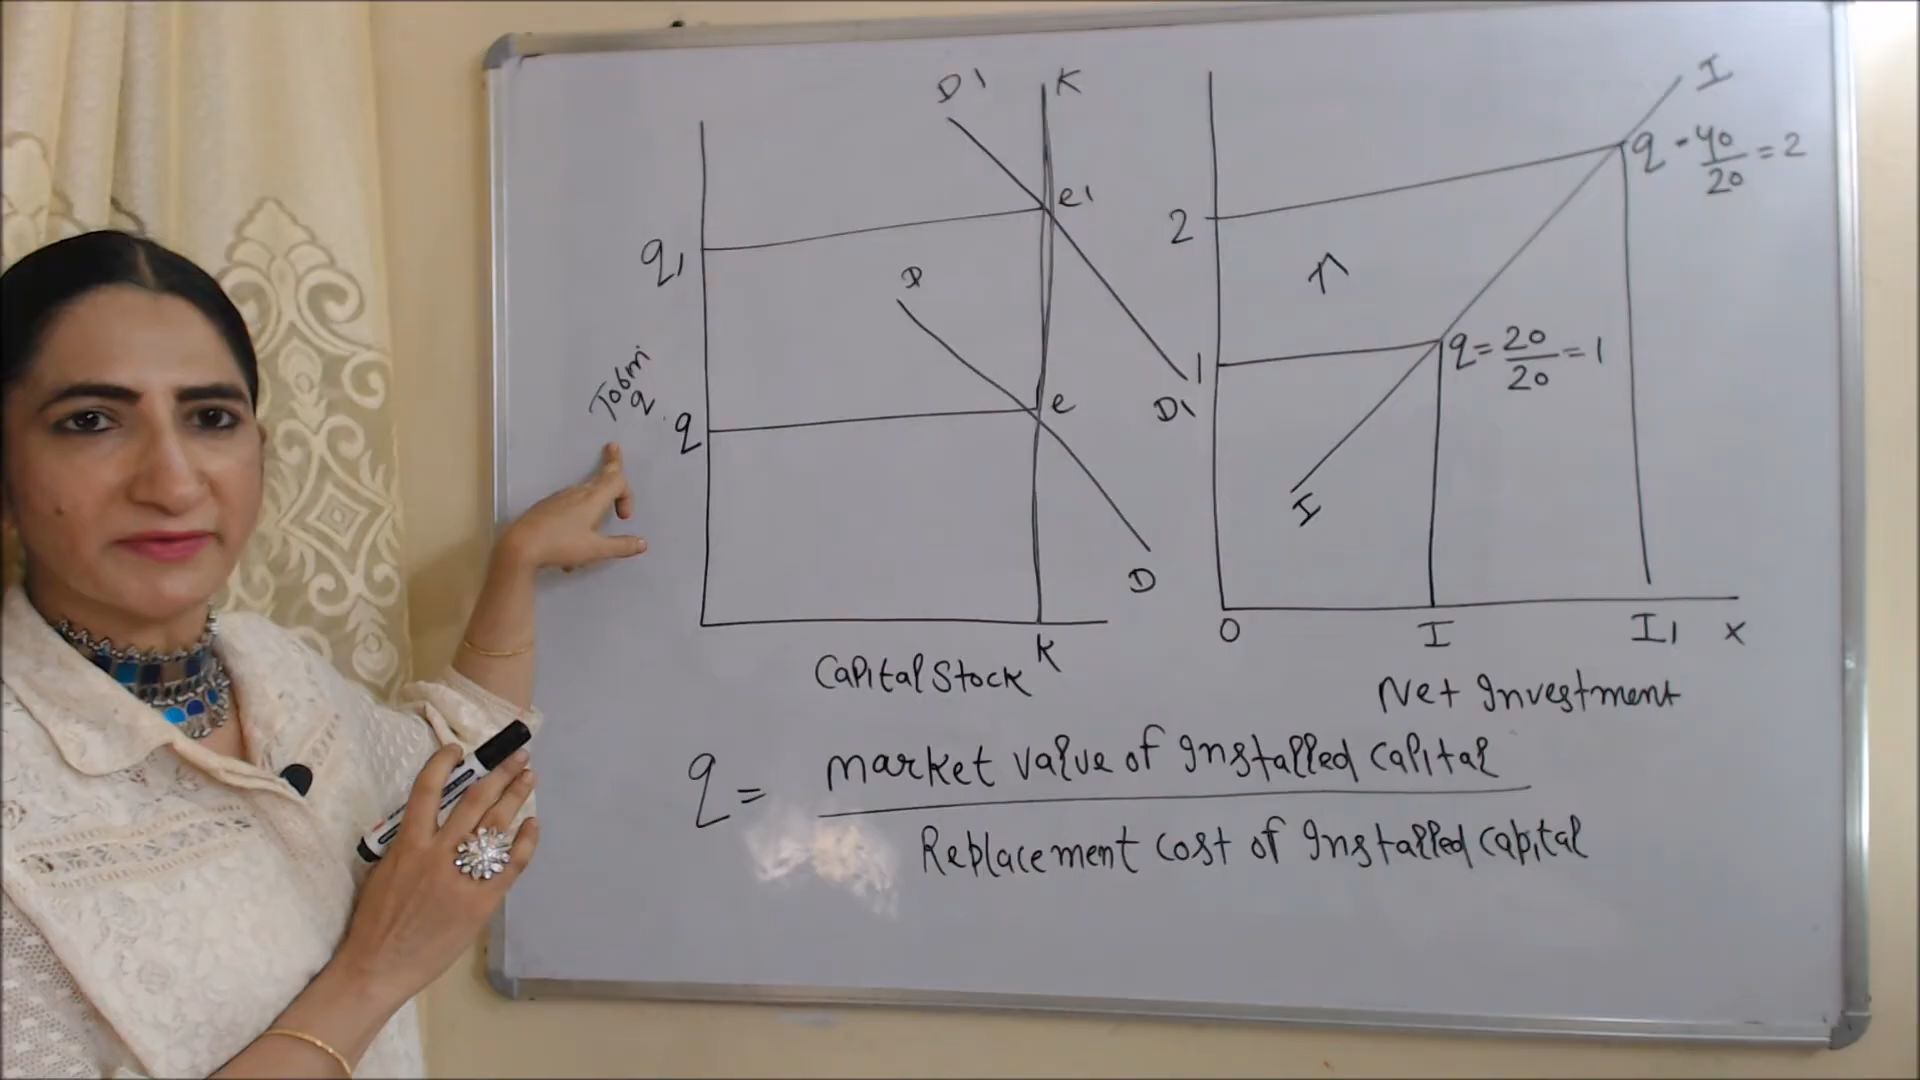 D1
K
e1
q1
D
Tobin
q
q
e
D1
D
K
Capital Stock
I
q - 40/20 = 2
2
1
q = 20/20 = 1
I
O
I
I1
X
Net Investment
q = market value of Installed Capital
Replacement cost of Installed Capital